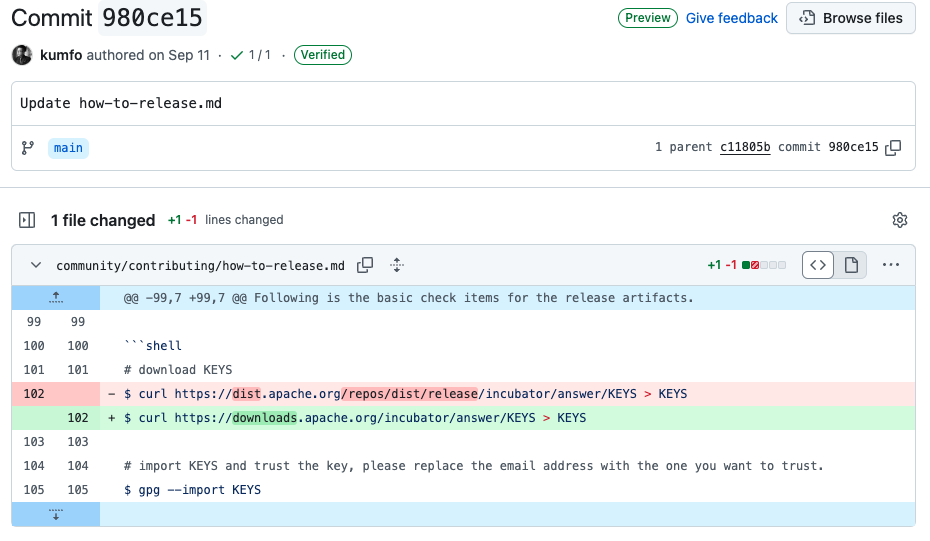 Commit 980ce15
Preview Give feedback Browse files
kumfo authored on Sep 11 · 1 / 1 · Verified
Update how-to-release.md
main 1 parent c11805b commit 980ce15
1 file changed +1 -1 lines changed
community/contributing/how-to-release.md +1 -1
@@ -99,7 +99,7 @@ Following is the basic check items for the release artifacts.
99 99
100 100 ```shell
101 101 # download KEYS
102 - $ curl https://dist.apache.org/repos/dist/release/incubator/answer/KEYS > KEYS
102 + $ curl https://downloads.apache.org/incubator/answer/KEYS > KEYS
103 103
104 104 # import KEYS and trust the key, please replace the email address with the one you want to trust.
105 105 $ gpg --import KEYS